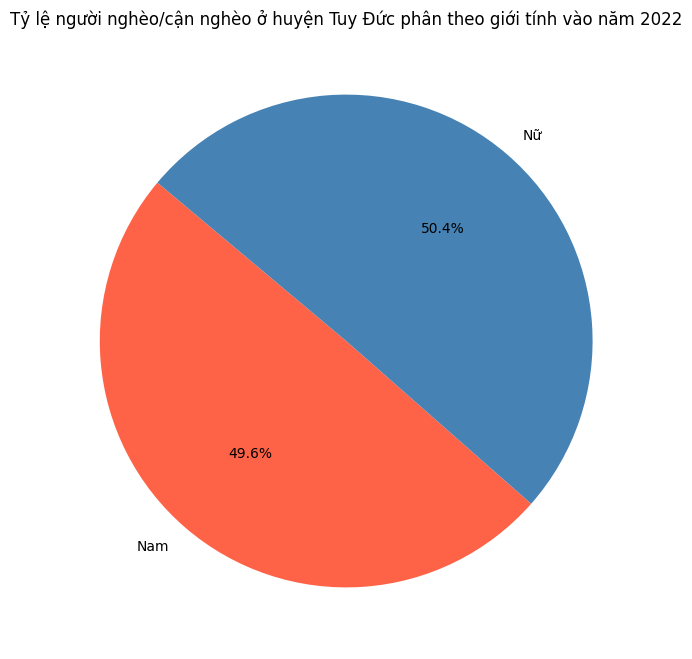 Tỷ lệ người nghèo/cận nghèo ở huyện Tuy Đức phân theo giới tính vào năm 2022
Nữ
50.4%
49.6%
Nam